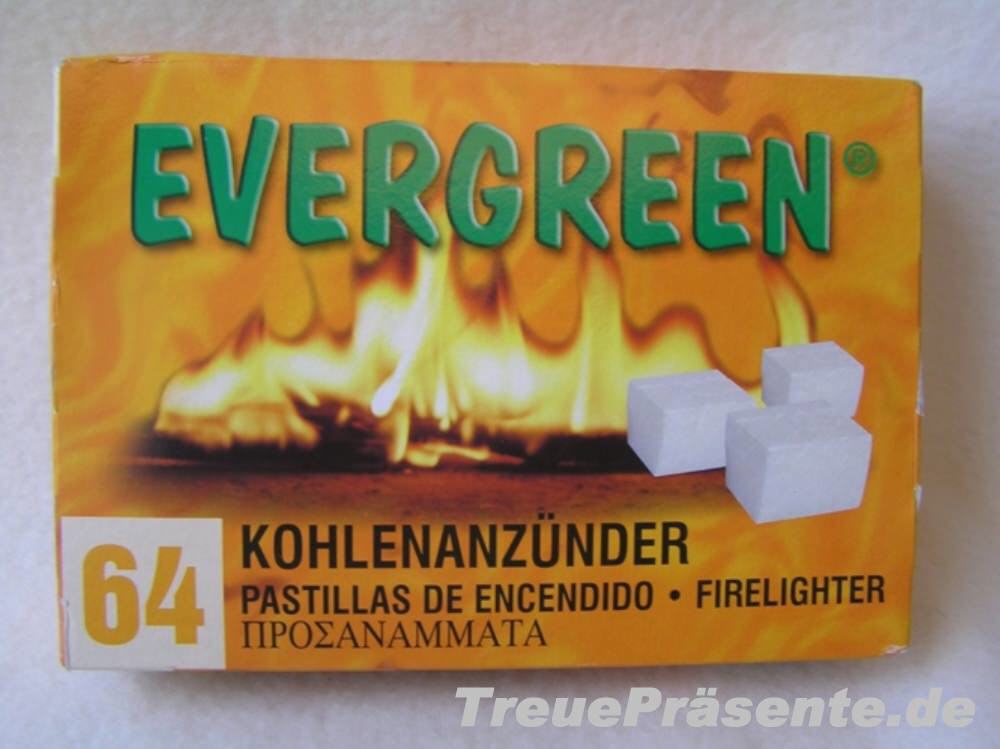 EVERGREEN®
64
KOHLENANZÜNDER
PASTILLAS DE ENCENDIDO • FIRELIGHTER
ΠΡΟΣΑΝΑΜΜΑΤΑ
TreuePräsente.de